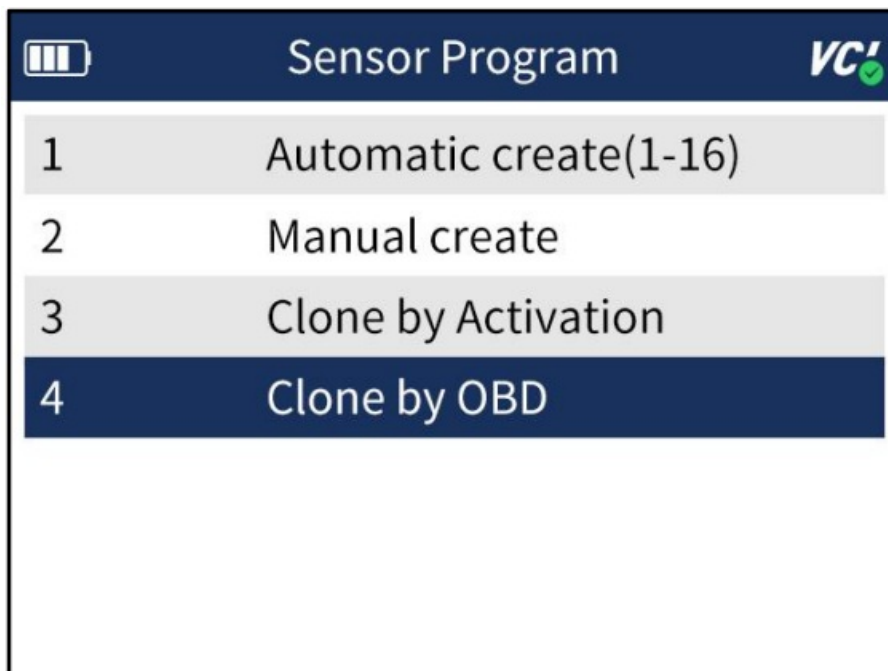 Sensor Program VCI
1 Automatic create(1-16)
2 Manual create
3 Clone by Activation
4 Clone by OBD